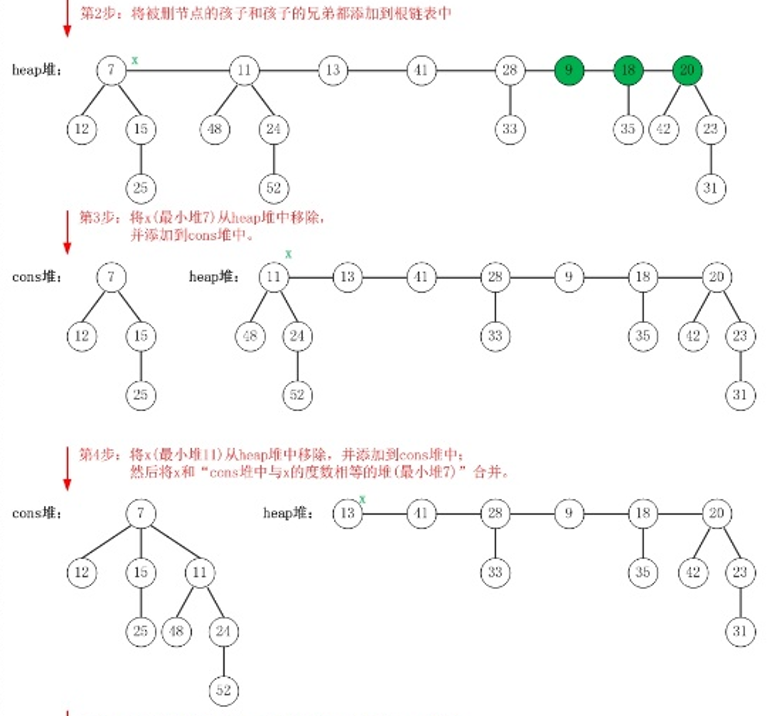 第2步：将被删节点的孩子和孩子的兄弟都添加到根链表中
x
heap堆： 7 11 13 41 28 9 18 20
12 15 48 24 33 35 42 23
25 52 31
第3步：将x(最小堆7)从heap堆中移除，
并添加到cons堆中。
x
cons堆： 7 heap堆： 11 13 41 28 9 18 20
12 15 48 24 33 35 42 23
25 52 31
第4步：将x(最小堆11)从heap堆中移除，并添加到cons堆中；
然后将x和“cons堆中与x的度数相等的堆(最小堆7)”合并。
x
cons堆： 7 heap堆： 13 41 28 9 18 20
12 15 11 33 35 42 23
25 48 24 31
52